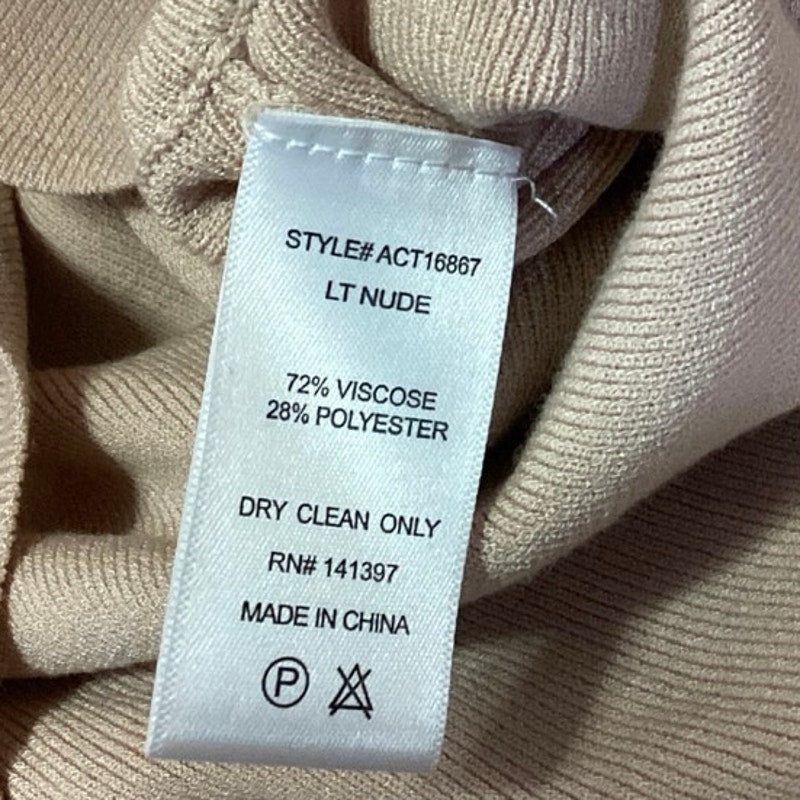 STYLE# ACT16867
LT NUDE
72% VISCOSE
28% POLYESTER
DRY CLEAN ONLY
RN# 141397
MADE IN CHINA
P